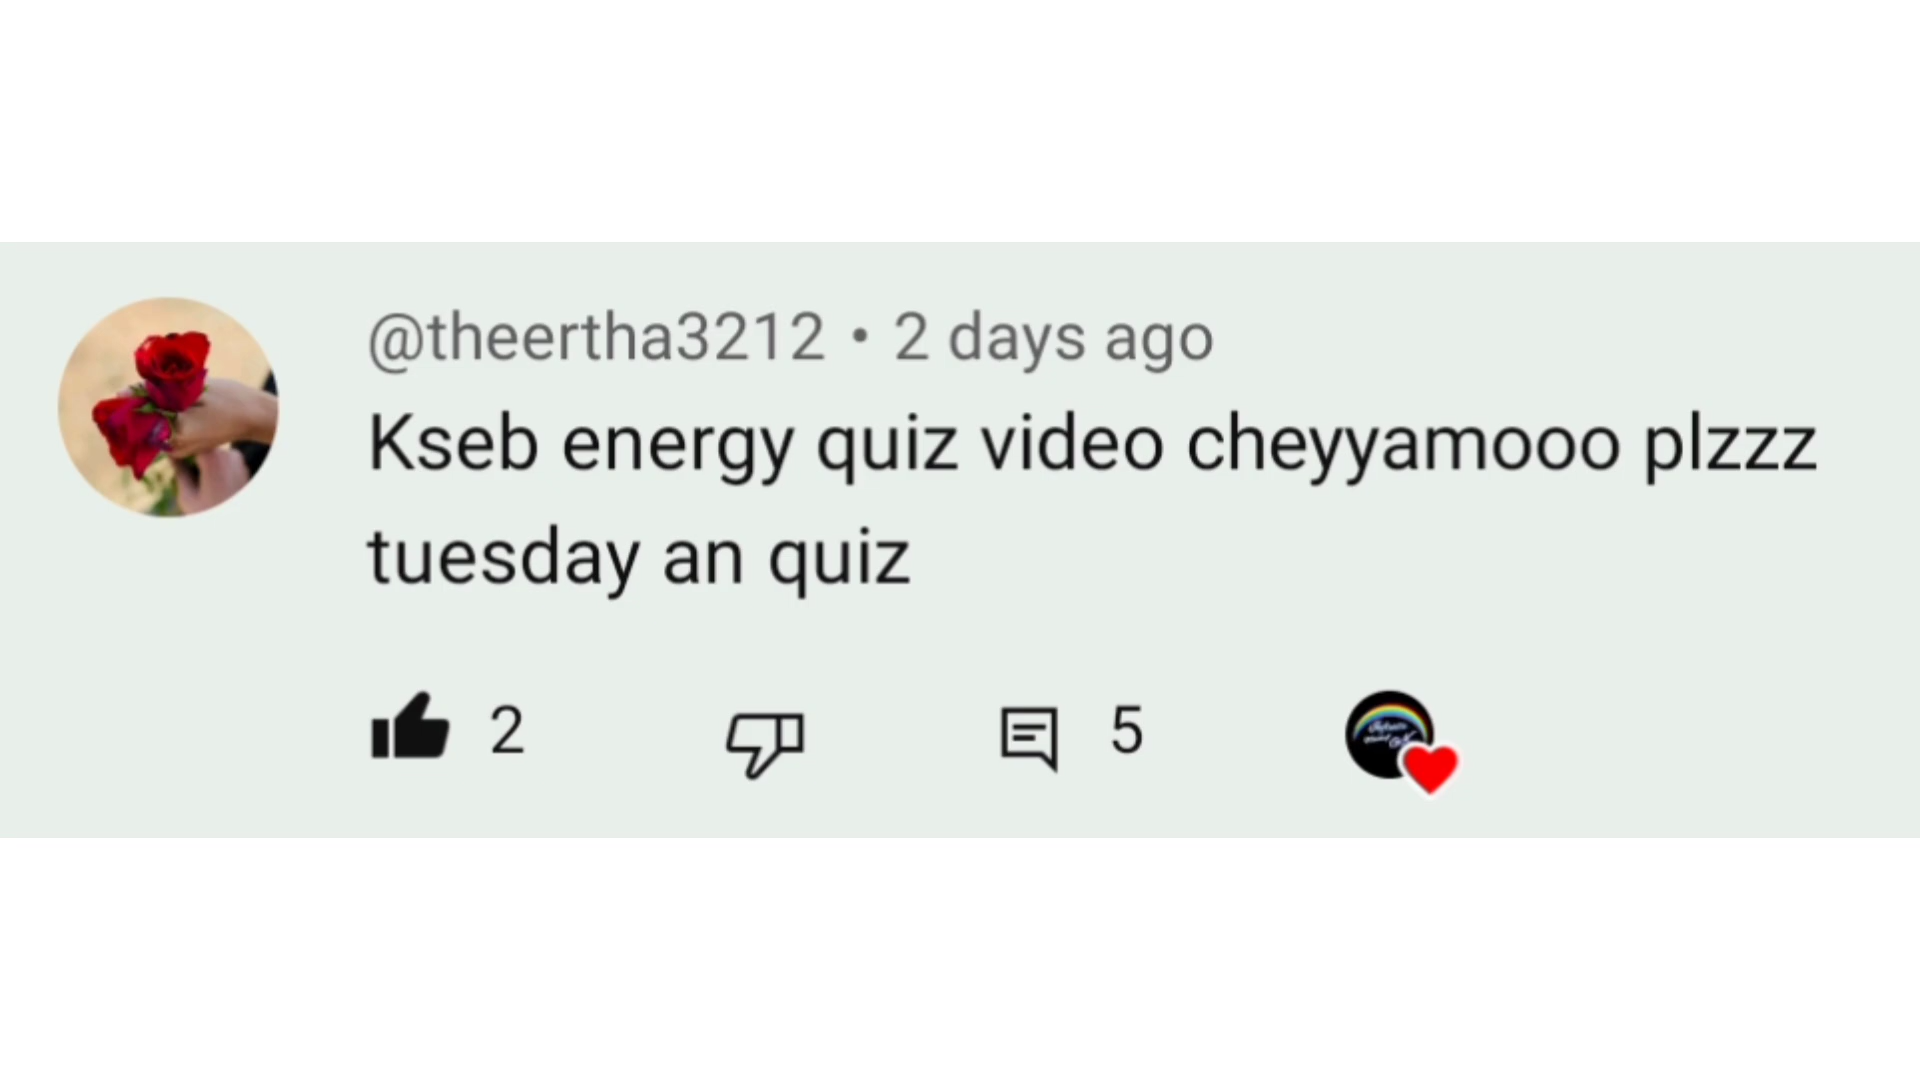 @theertha3212 • 2 days ago
Kseb energy quiz video cheyyamooo plzzz
tuesday an quiz
2
5